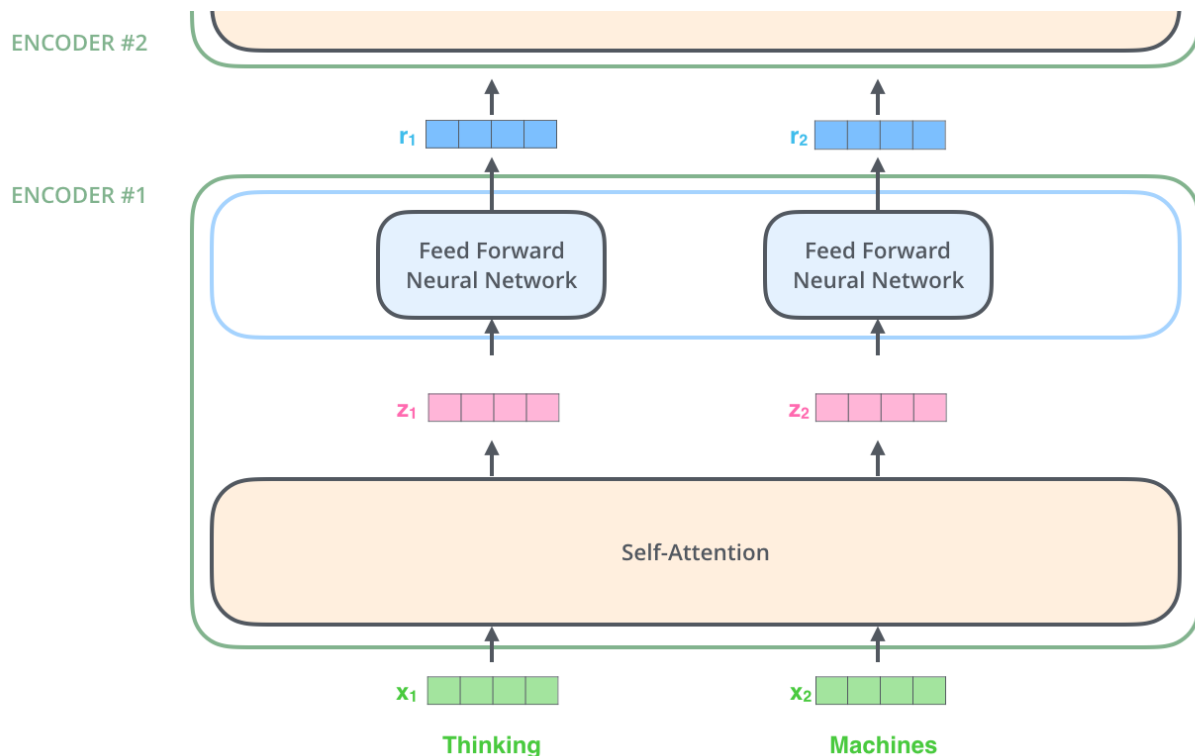 ENCODER #2
r₁
r₂
ENCODER #1
Feed Forward
Neural Network
Feed Forward
Neural Network
z₁
z₂
Self-Attention
x₁
x₂
Thinking
Machines